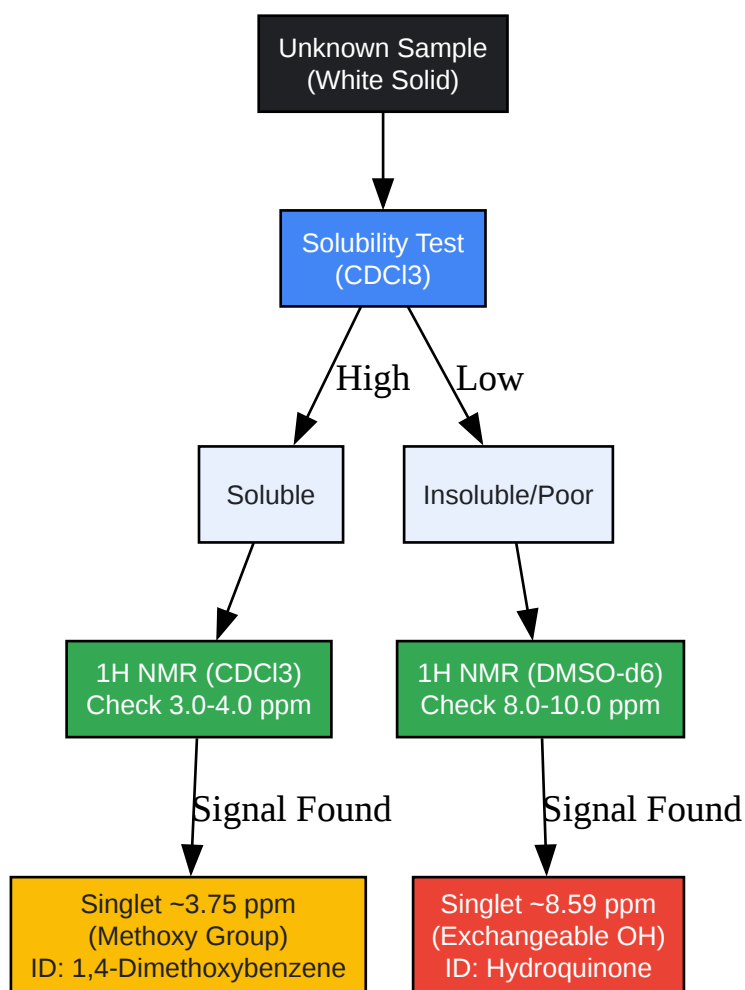 Unknown Sample
(White Solid)
Solubility Test
(CDCl3)
High
Low
Soluble
Insoluble/Poor
1H NMR (CDCl3)
Check 3.0-4.0 ppm
1H NMR (DMSO-d6)
Check 8.0-10.0 ppm
Signal Found
Signal Found
Singlet ~3.75 ppm
(Methoxy Group)
ID: 1,4-Dimethoxybenzene
Singlet ~8.59 ppm
(Exchangeable OH)
ID: Hydroquinone